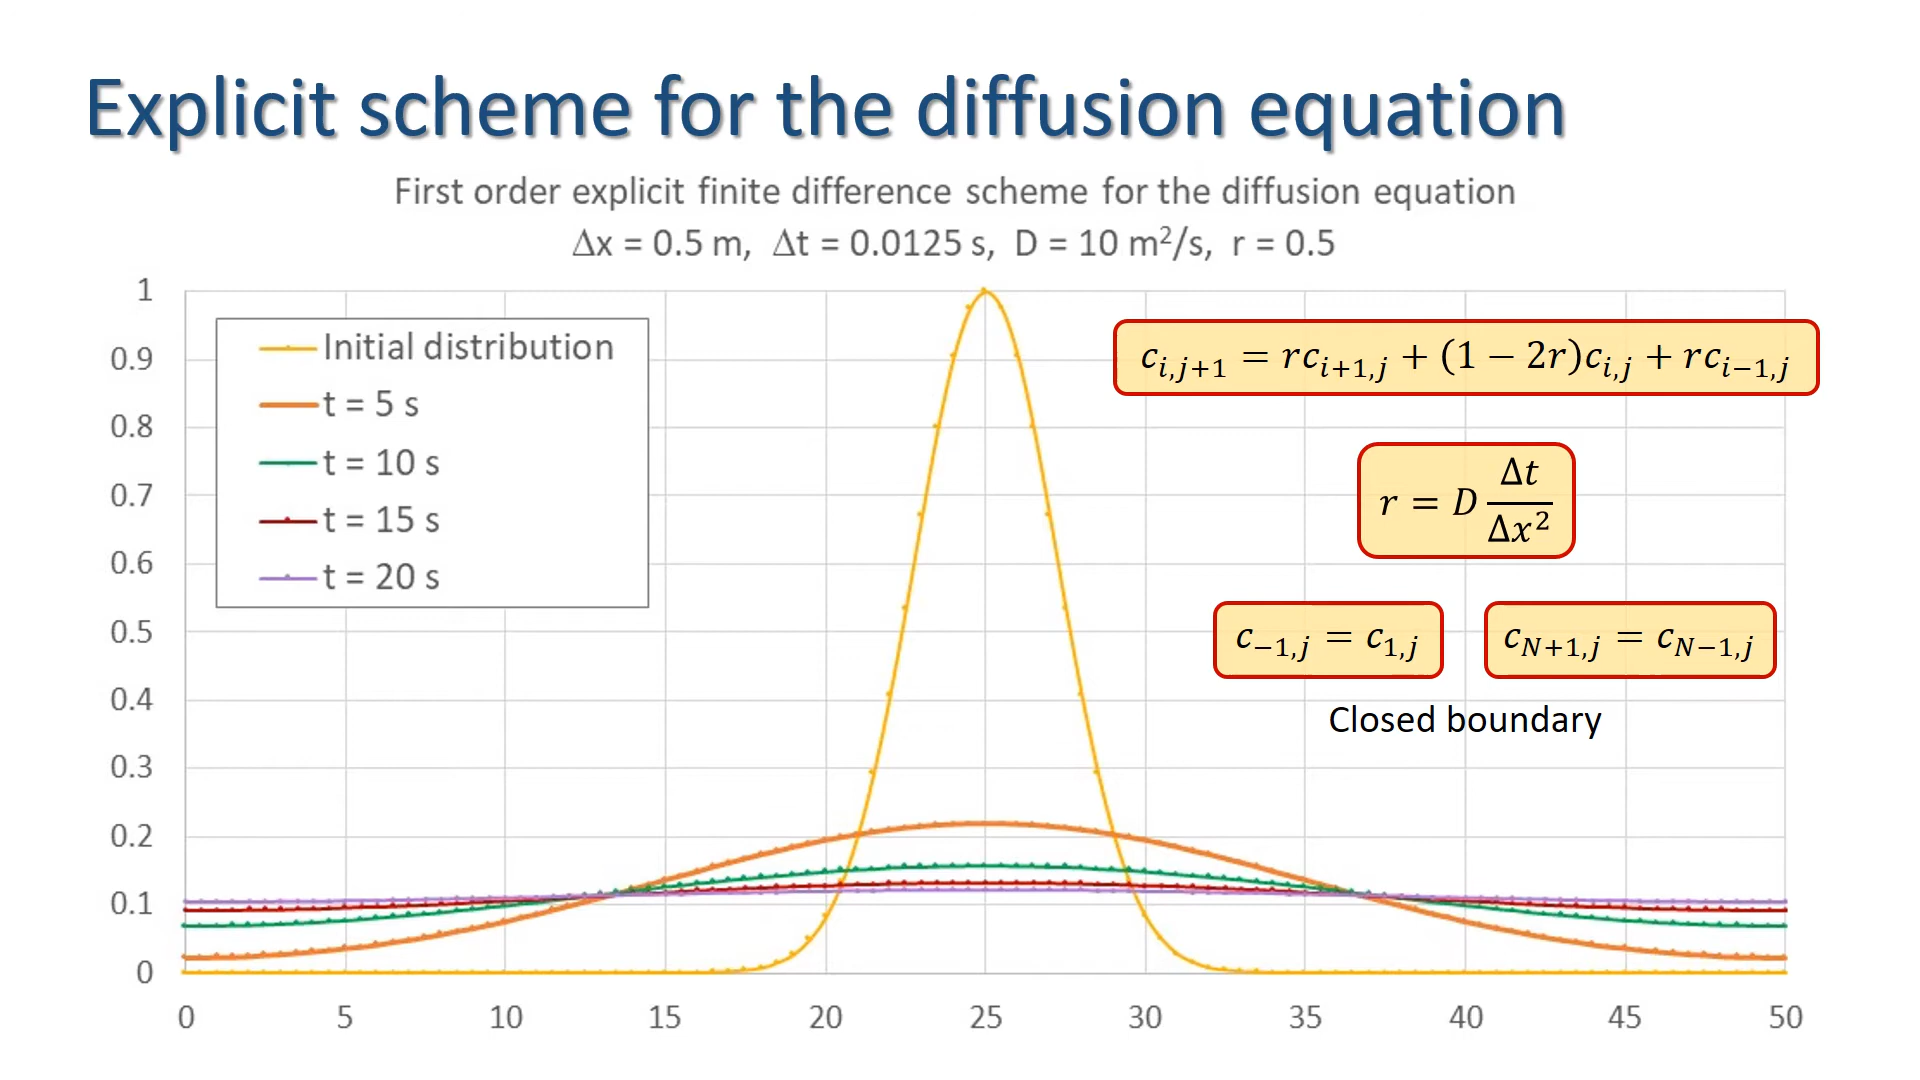 Explicit scheme for the diffusion equation
First order explicit finite difference scheme for the diffusion equation
Δx = 0.5 m, Δt = 0.0125 s, D = 10 m²/s, r = 0.5
1
0.9
0.8
0.7
0.6
0.5
0.4
0.3
0.2
0.1
0
Initial distribution
t = 5 s
t = 10 s
t = 15 s
t = 20 s
c_{i,j+1} = rc_{i+1,j} + (1 − 2r)c_{i,j} + rc_{i−1,j}
r = D Δt/Δx²
c_{−1,j} = c_{1,j}
c_{N+1,j} = c_{N−1,j}
Closed boundary
0 5 10 15 20 25 30 35 40 45 50